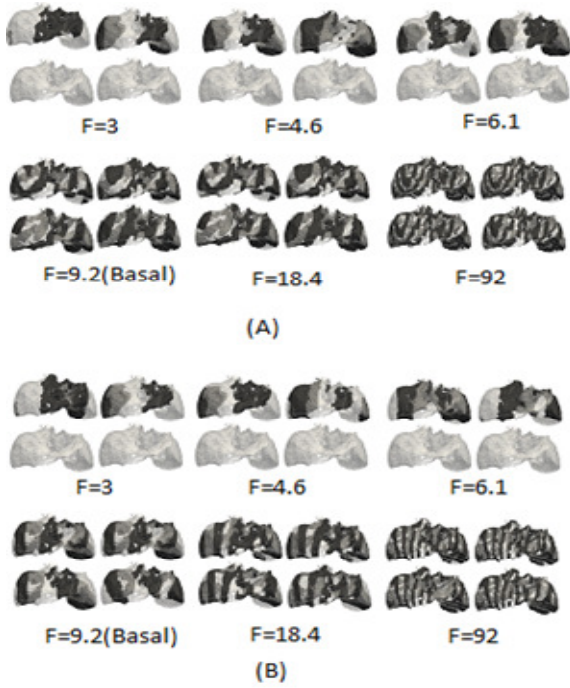 F=3 F=4.6 F=6.1
F=9.2(Basal) F=18.4 F=92
(A)
F=3 F=4.6 F=6.1
F=9.2(Basal) F=18.4 F=92
(B)